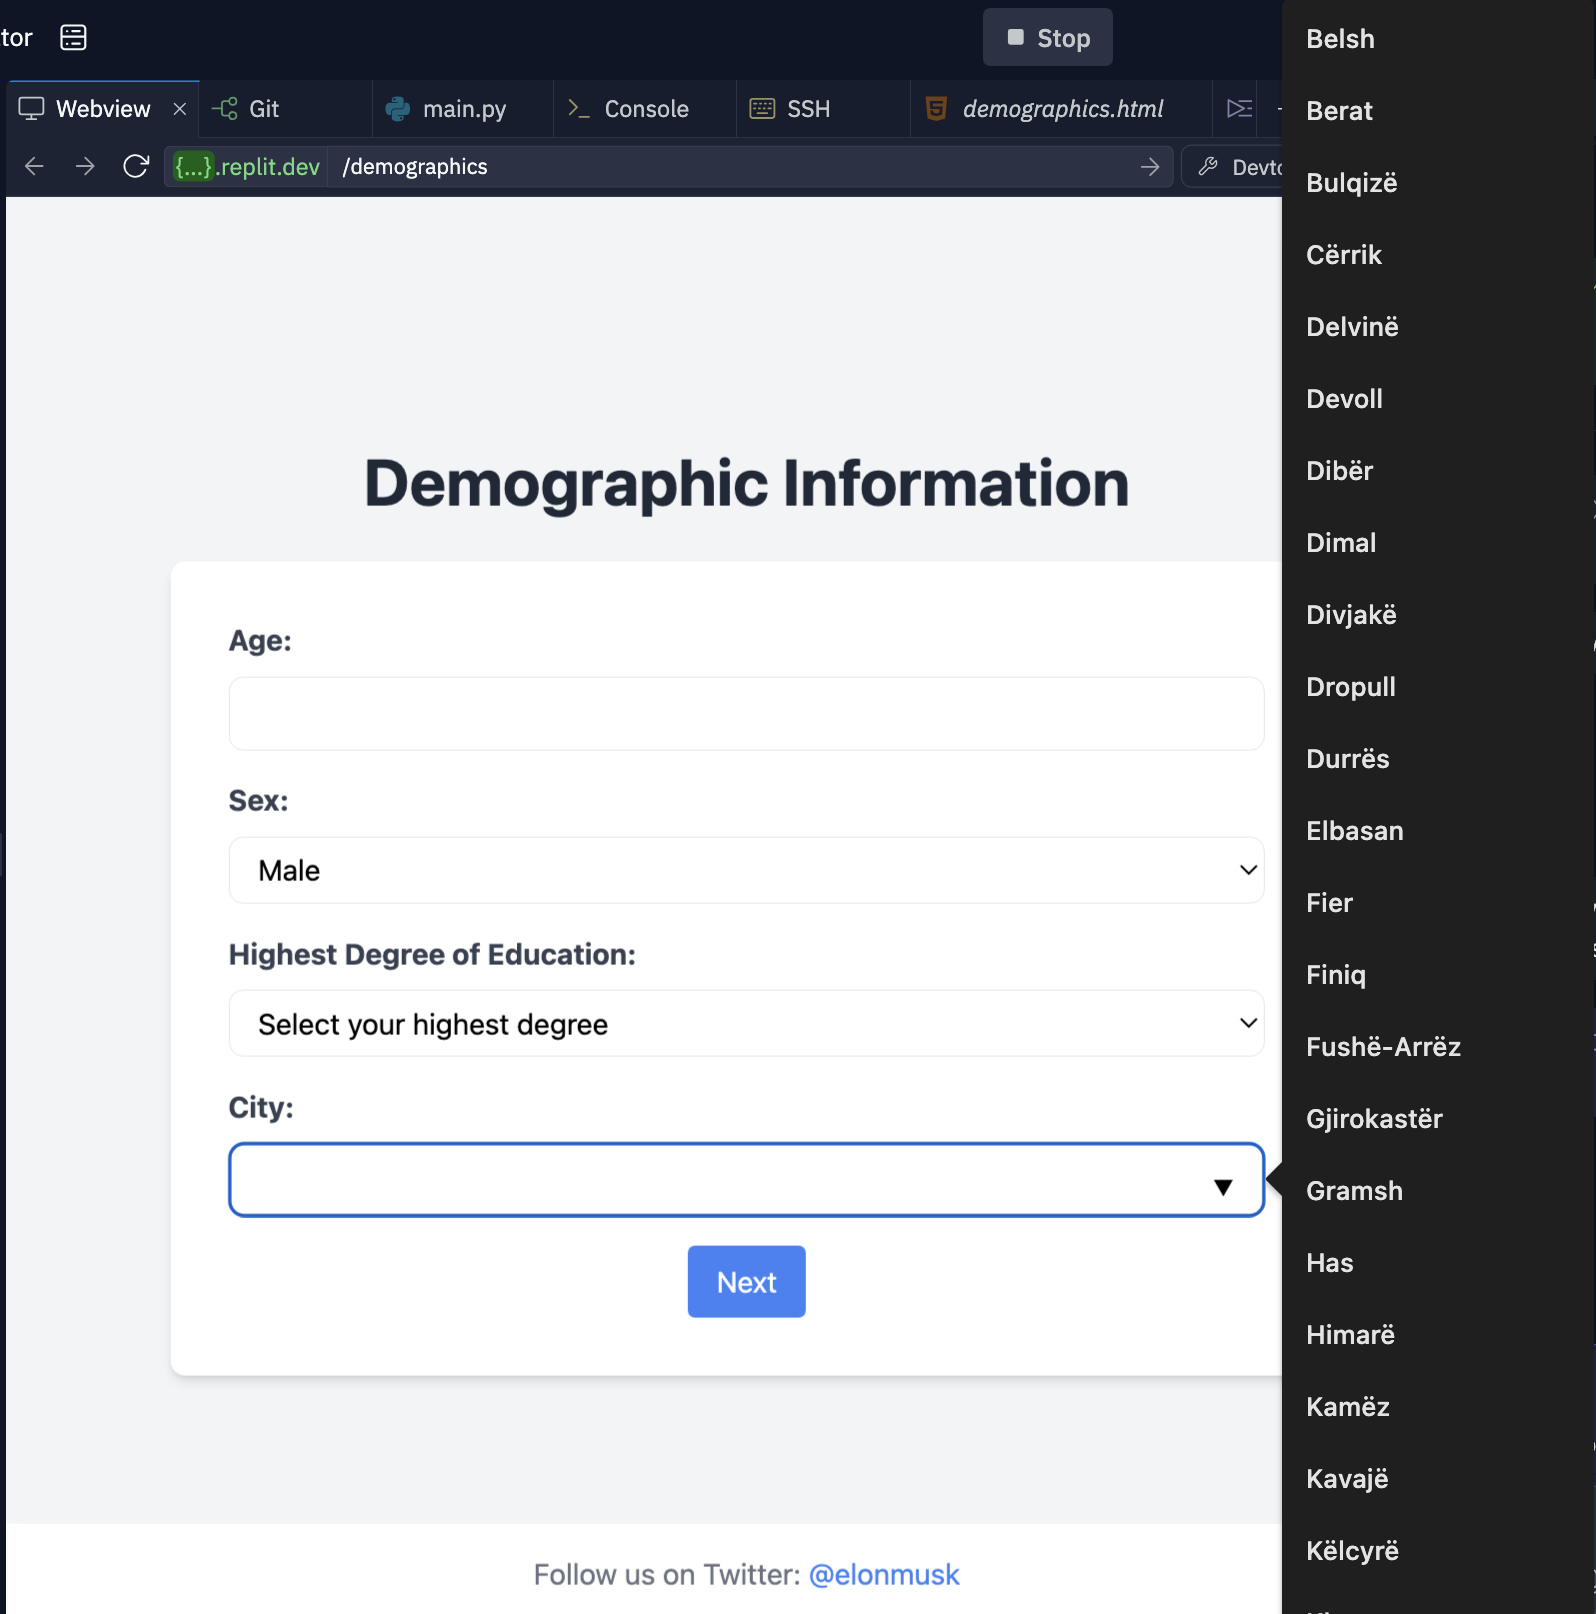 tor
Stop
Webview
Git
main.py
Console
SSH
demographics.html
{...}.replit.dev
/demographics
Demographic Information
Age:
Sex:
Male
Highest Degree of Education:
Select your highest degree
City:
Next
Follow us on Twitter: @elonmusk
Belsh
Berat
Bulqizë
Cërrik
Delvinë
Devoll
Dibër
Dimal
Divjakë
Dropull
Durrës
Elbasan
Fier
Finiq
Fushë-Arrëz
Gjirokastër
Gramsh
Has
Himarë
Kamëz
Kavajë
Këlcyrë